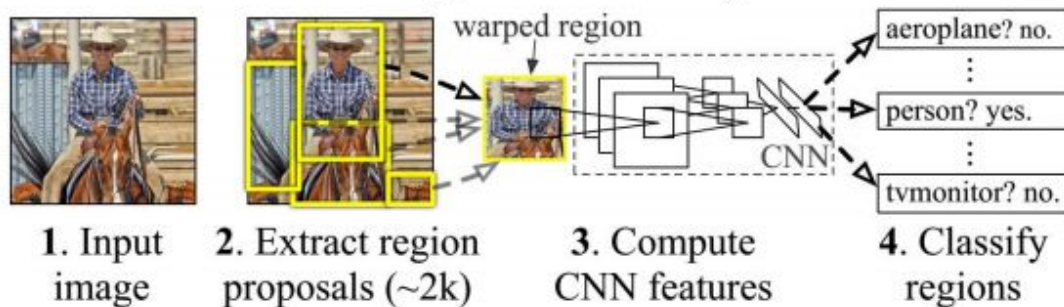 warped region
aeroplane? no.
person? yes.
CNN
tvmonitor? no.
1. Input image
2. Extract region proposals (~2k)
3. Compute CNN features
4. Classify regions